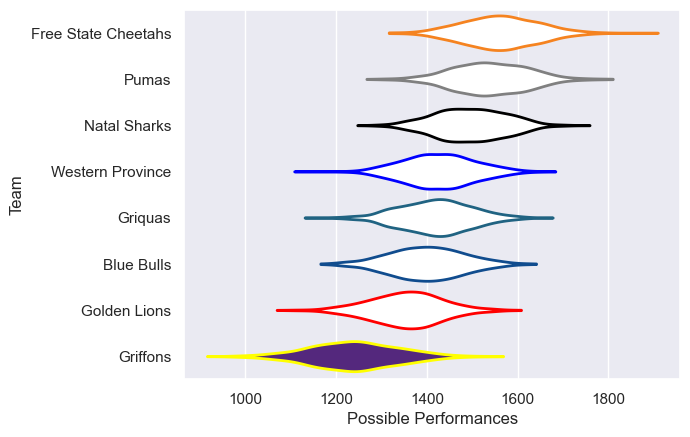 Free State Cheetahs
Pumas
Natal Sharks
Western Province
Griquas
Blue Bulls
Golden Lions
Griffons
Team
1000 1200 1400 1600 1800
Possible Performances